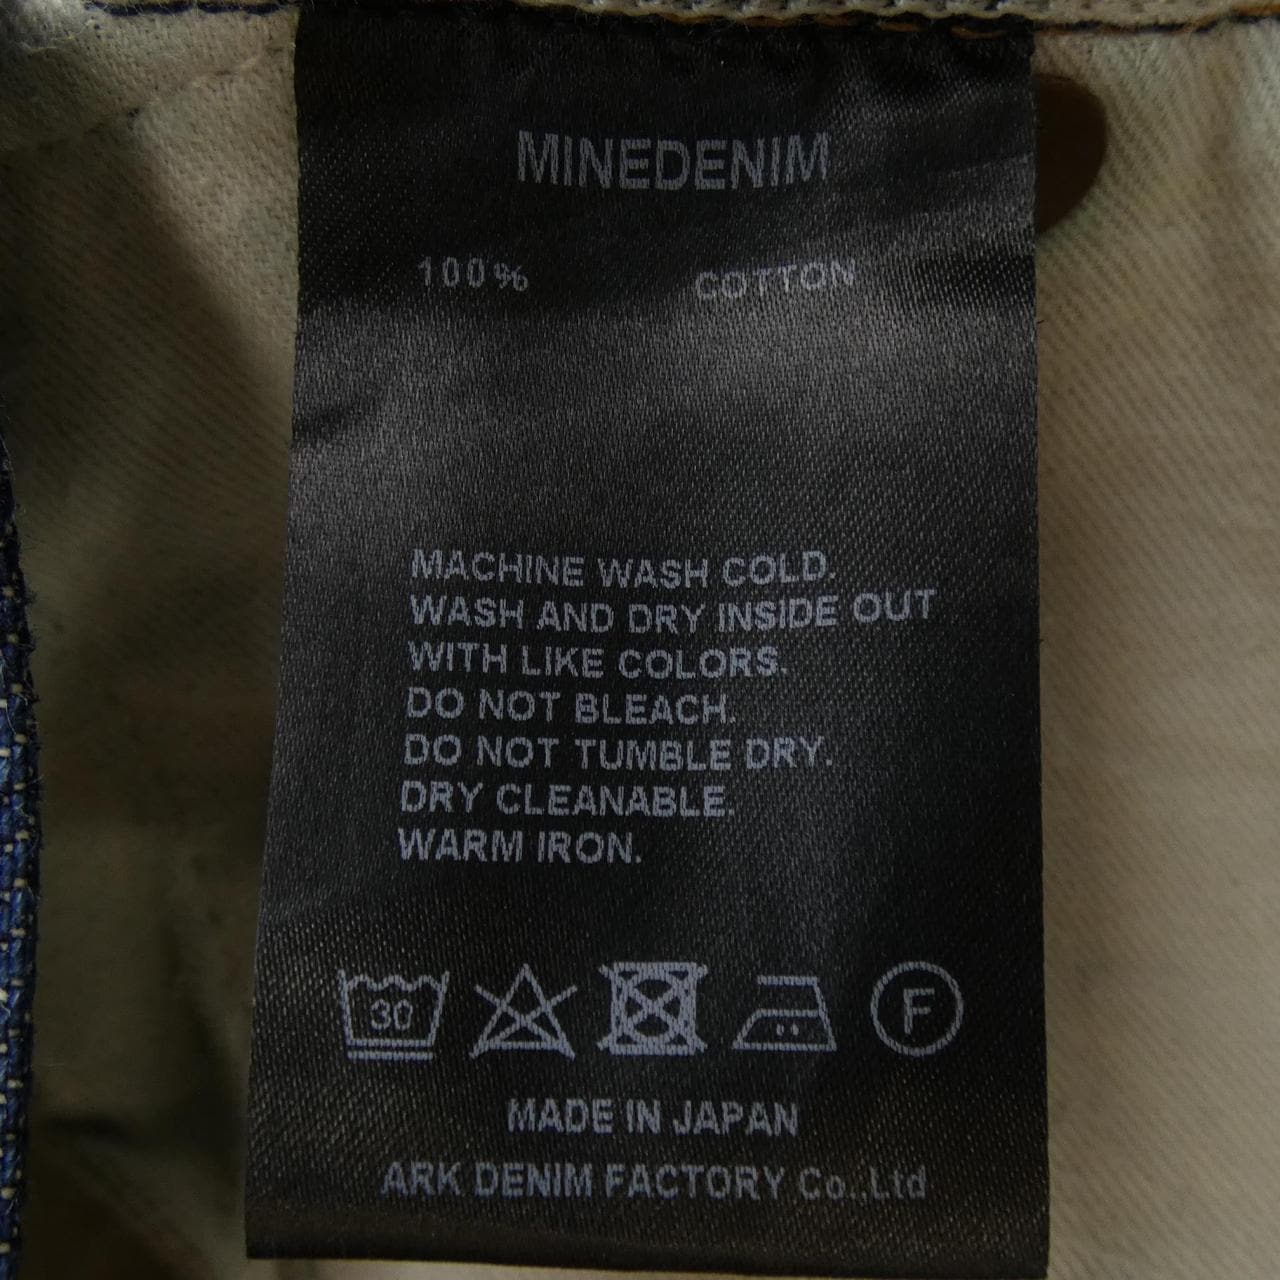 MINEDENIM
100% COTTON
MACHINE WASH COLD.
WASH AND DRY INSIDE OUT
WITH LIKE COLORS.
DO NOT BLEACH.
DO NOT TUMBLE DRY.
DRY CLEANABLE.
WARM IRON.
30 F
MADE IN JAPAN
ARK DENIM FACTORY Co.,Ltd